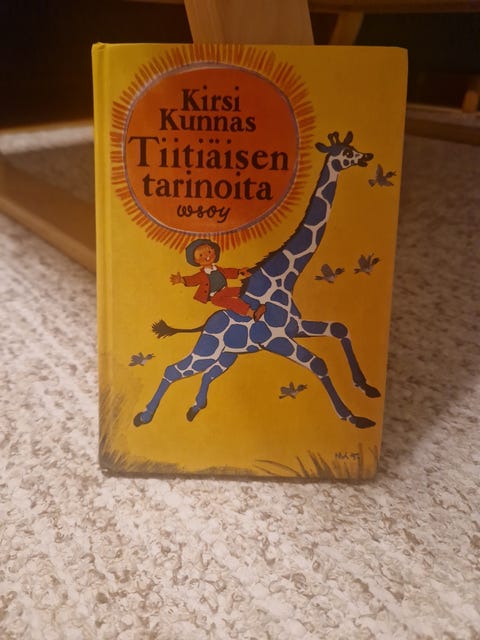 Kirsi
Kunnas
Tiitiäisen
tarinoita
wsoy